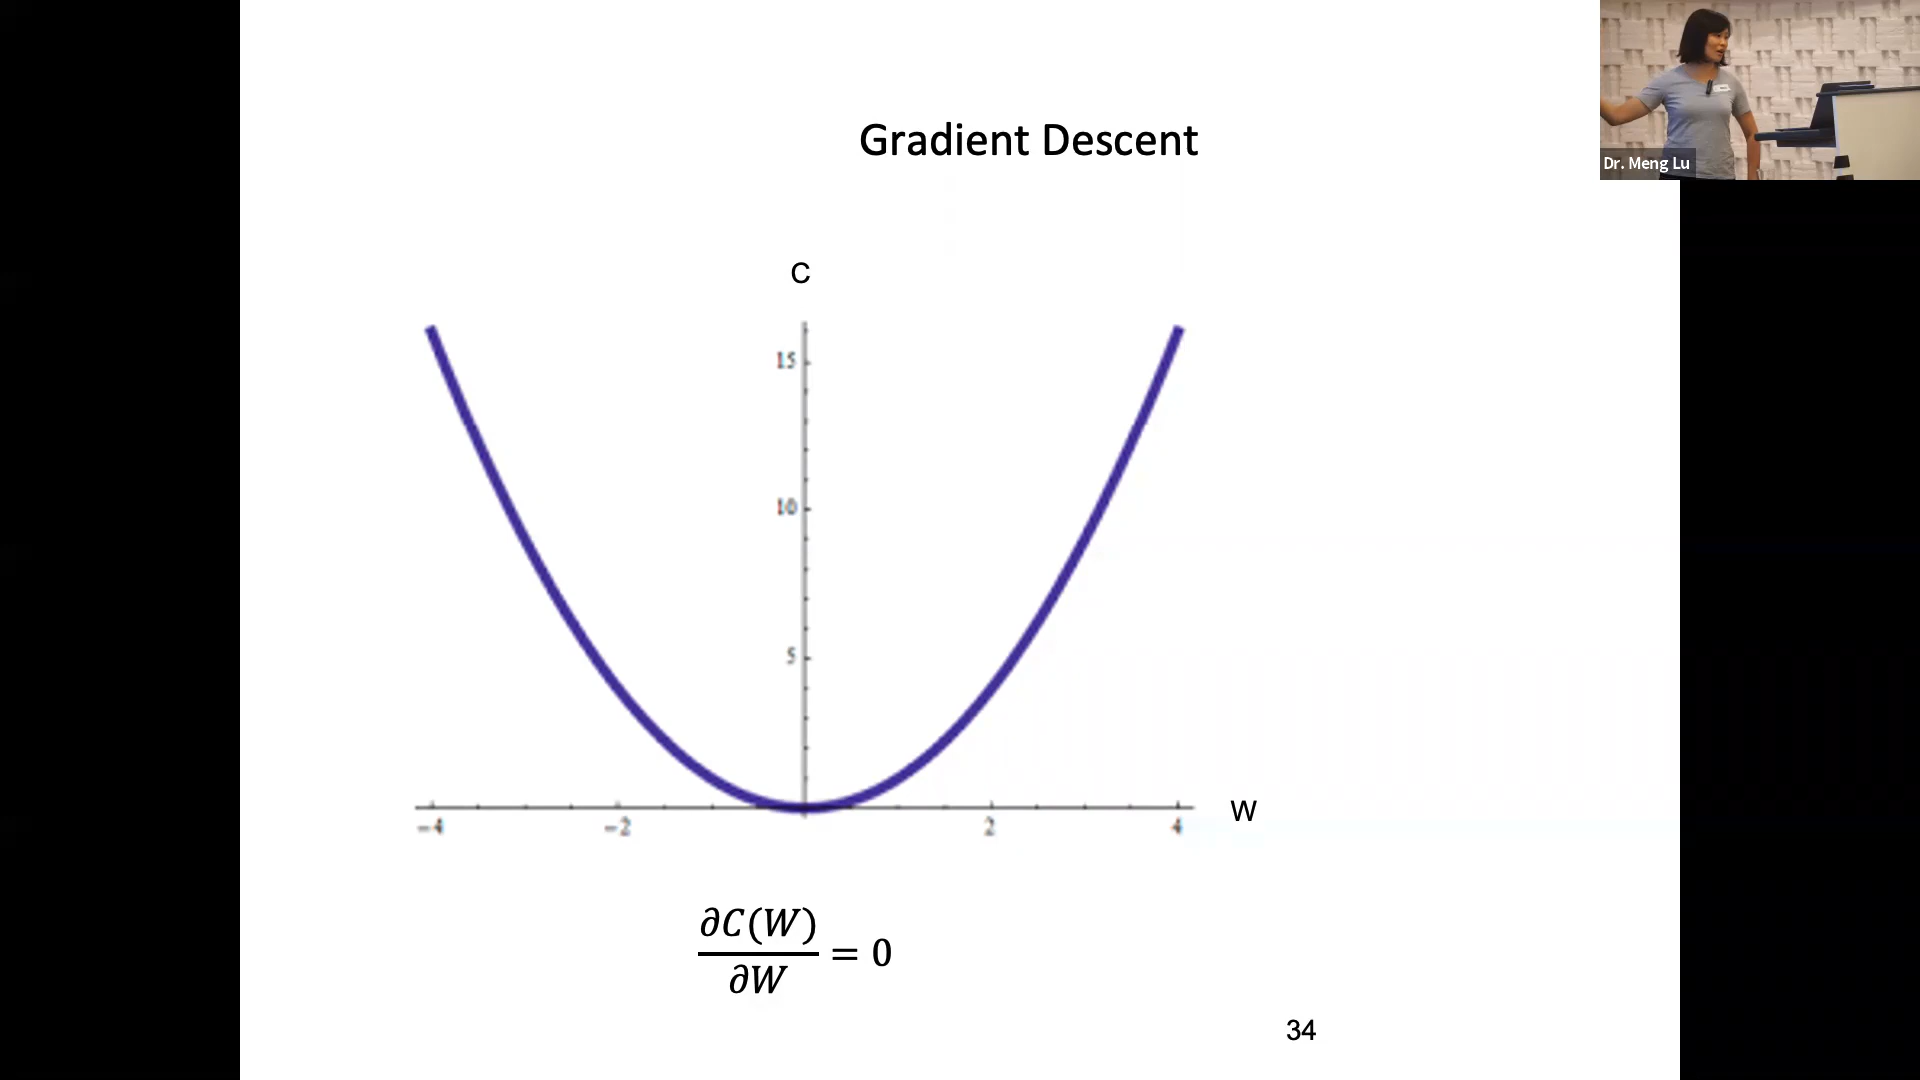 Dr. Meng Lu
Gradient Descent
C
15
10
5
-4 -2 2 4
W
∂C(W)
∂W
= 0
34